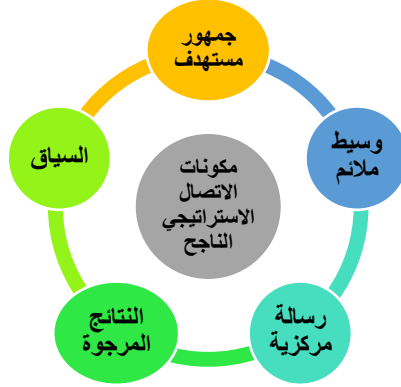 جمهور
مستهدف
وسيط
ملائم
رسالة
مركزية
النتائج
المرجوة
السياق
مكونات
الاتصال
الاستراتيجي
الناجح